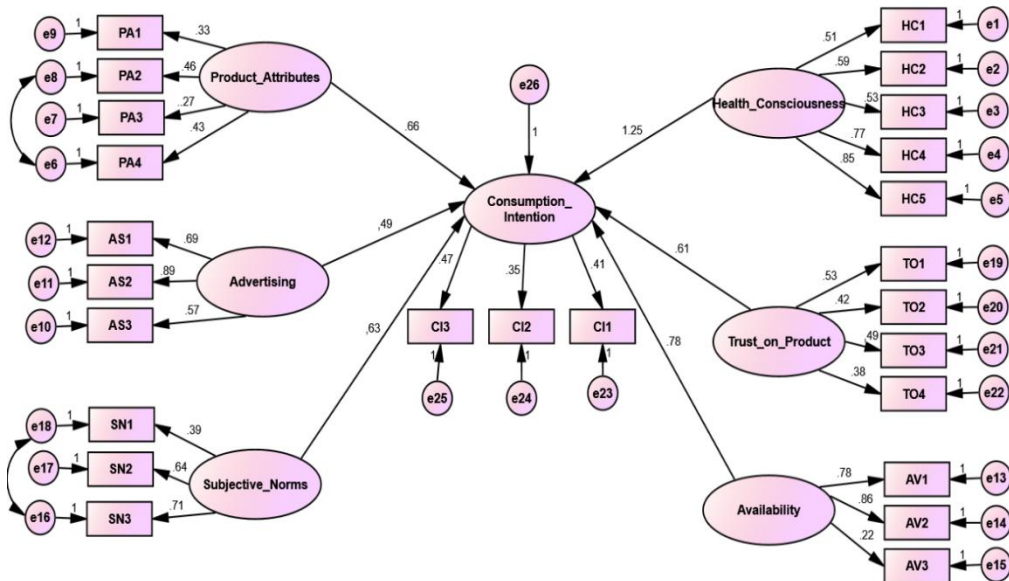 e9
1
PA1
.33
e8
1
PA2
.46
e7
1
PA3
.27
e6
1
PA4
.43
Product_Attributes
.66
e12
1
AS1
.69
e11
1
AS2
.89
e10
1
AS3
.57
Advertising
,49
e18
1
SN1
.39
e17
1
SN2
.64
e16
1
SN3
.71
Subjective_Norms
,63
e26
1
Consumption_
Intention
.47
.35
.41
CI3
CI2
CI1
1
1
1
e25
e24
e23
1.25
Health_Consciousness
.51
HC1
1
e1
.59
HC2
1
e2
.53
HC3
1
e3
.77
HC4
1
e4
.85
HC5
1
e5
.61
Trust_on_Product
.53
TO1
1
e19
.42
TO2
1
e20
,49
TO3
1
e21
.38
TO4
1
e22
.78
Availability
.78
AV1
1
e13
.86
AV2
1
e14
.22
AV3
1
e15